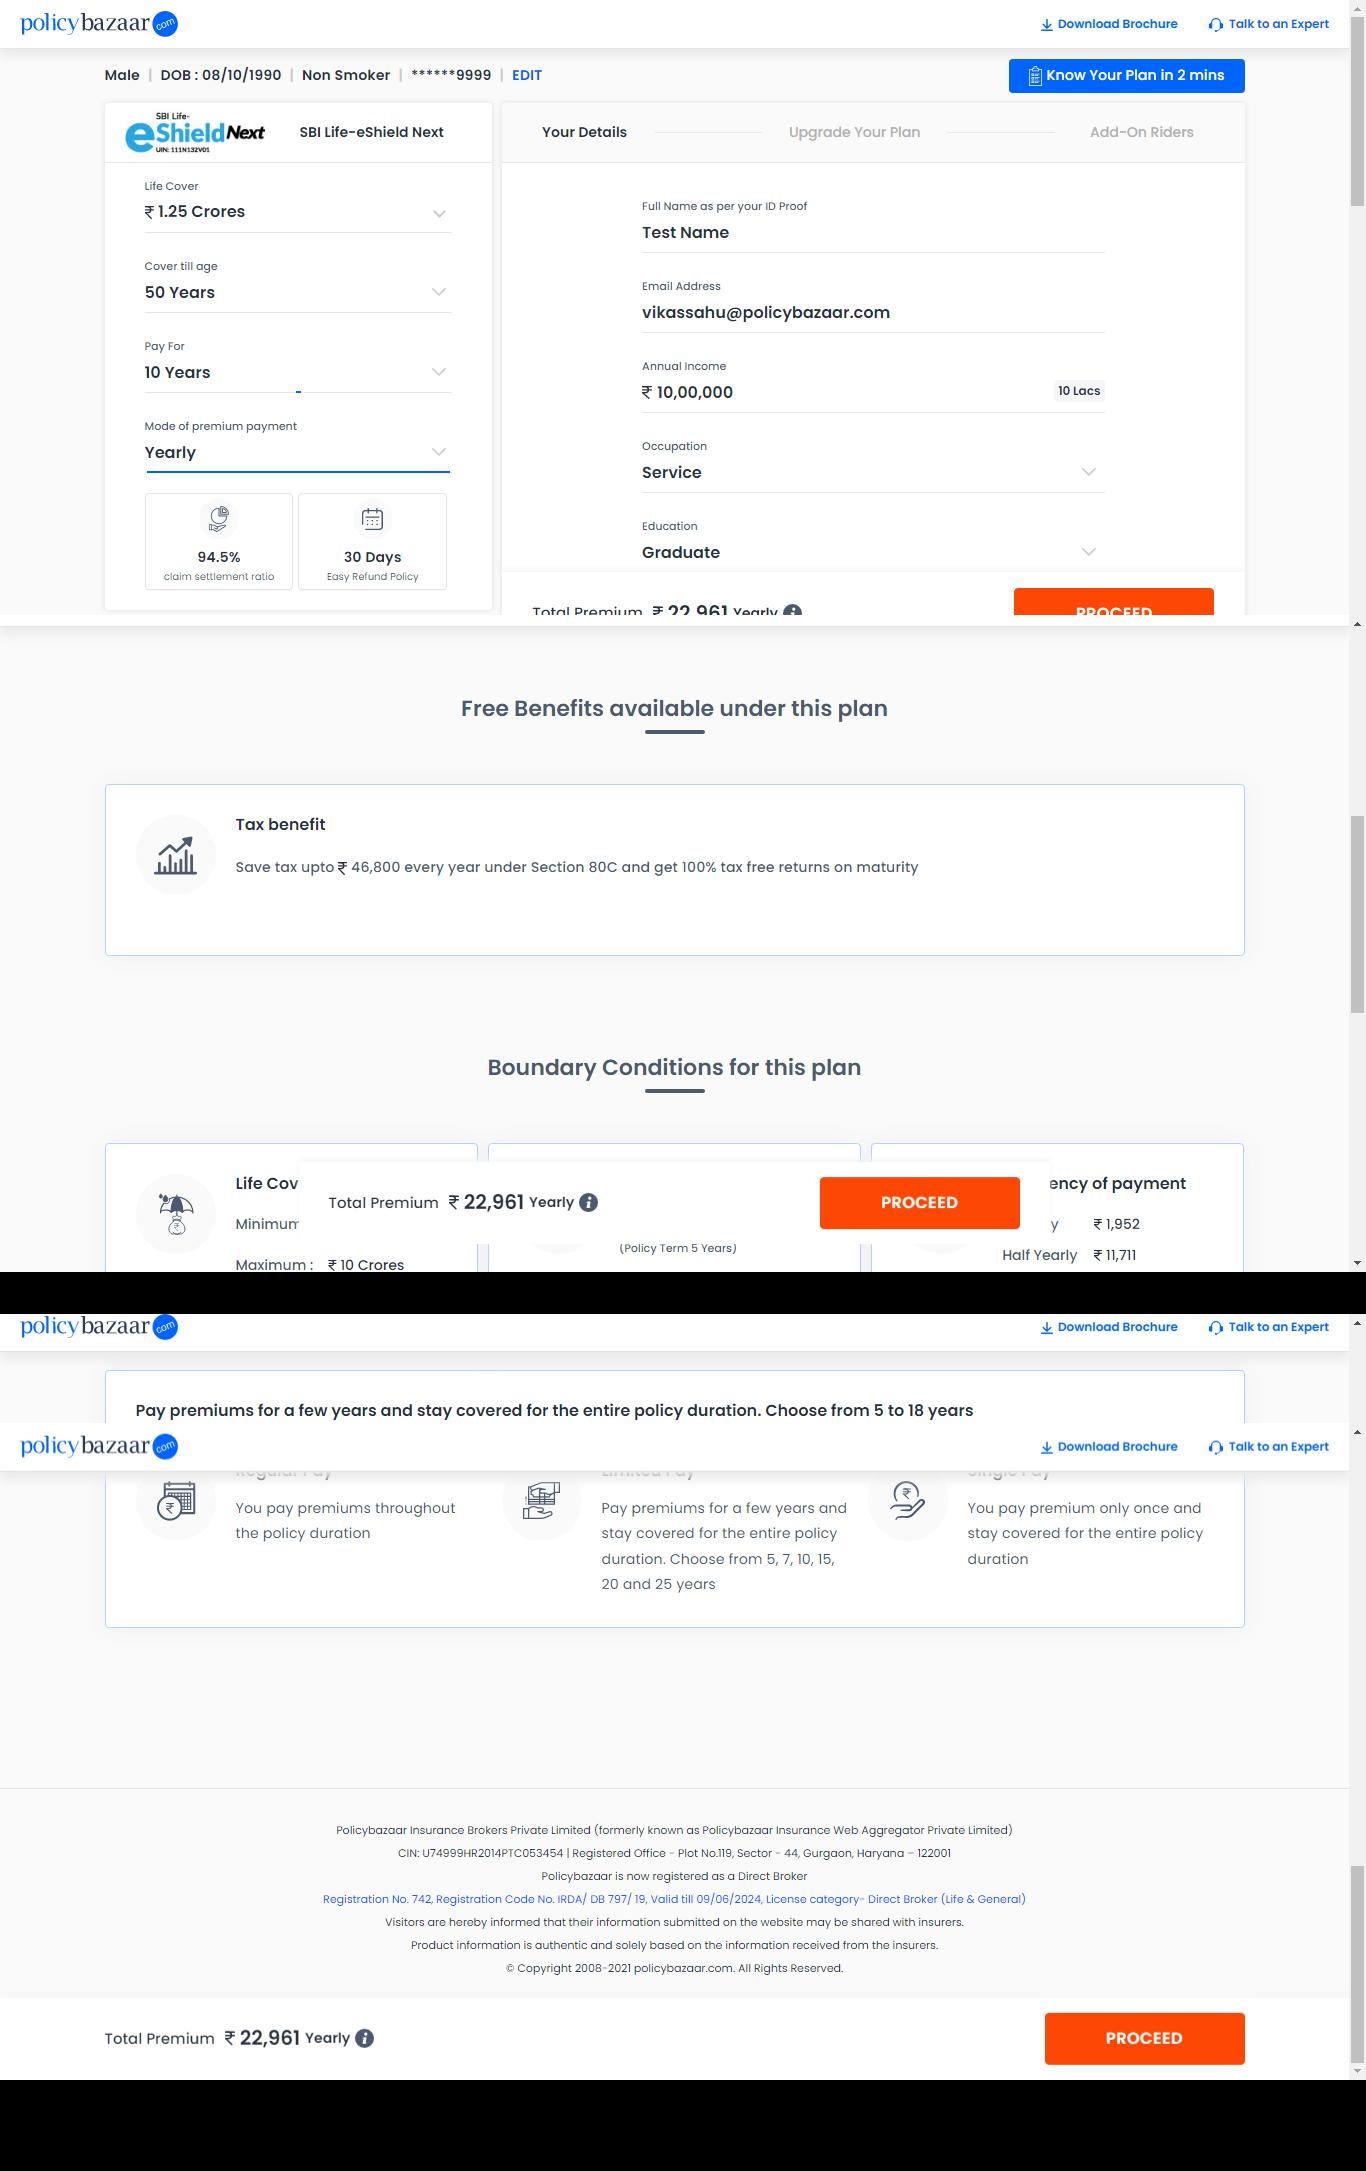 policybazaar com
Download Brochure
Talk to an Expert
Male | DOB : 08/10/1990 | Non Smoker | ******9999 | EDIT
Know Your Plan in 2 mins
SBI Life-
eShield Next
UIN: 111N132V01
SBI Life-eShield Next
Life Cover
₹ 1.25 Crores
Cover till age
50 Years
Pay For
10 Years
Mode of premium payment
Yearly
94.5%
claim settlement ratio
30 Days
Easy Refund Policy
Your Details
Upgrade Your Plan
Add-On Riders
Full Name as per your ID Proof
Test Name
Email Address
vikassahu@policybazaar.com
Annual Income
₹ 10,00,000
10 Lacs
Occupation
Service
Education
Graduate
Total Premium ₹ 22,961 Yearly i
PROCEED
Free Benefits available under this plan
Tax benefit
Save tax upto ₹ 46,800 every year under Section 80C and get 100% tax free returns on maturity
Boundary Conditions for this plan
Life Cov
Minimum
Maximum : ₹ 10 Crores
Total Premium ₹ 22,961 Yearly i
PROCEED
(Policy Term 5 Years)
ency of payment
y ₹ 1,952
Half Yearly ₹ 11,711
policybazaar com
Download Brochure
Talk to an Expert
Pay premiums for a few years and stay covered for the entire policy duration. Choose from 5 to 18 years
policybazaar com
Download Brochure
Talk to an Expert
Regular Pay
You pay premiums throughout
the policy duration
Limited Pay
Pay premiums for a few years and
stay covered for the entire policy
duration. Choose from 5, 7, 10, 15,
20 and 25 years
Single Pay
You pay premium only once and
stay covered for the entire policy
duration
Policybazaar Insurance Brokers Private Limited (formerly known as Policybazaar Insurance Web Aggregator Private Limited)
CIN: U74999HR2014PTC053454 | Registered Office - Plot No.119, Sector - 44, Gurgaon, Haryana – 122001
Policybazaar is now registered as a Direct Broker
Registration No. 742, Registration Code No. IRDA/ DB 797/ 19, Valid till 09/06/2024, License category- Direct Broker (Life & General)
Visitors are hereby informed that their information submitted on the website may be shared with insurers.
Product information is authentic and solely based on the information received from the insurers.
© Copyright 2008-2021 policybazaar.com. All Rights Reserved.
Total Premium ₹ 22,961 Yearly i
PROCEED